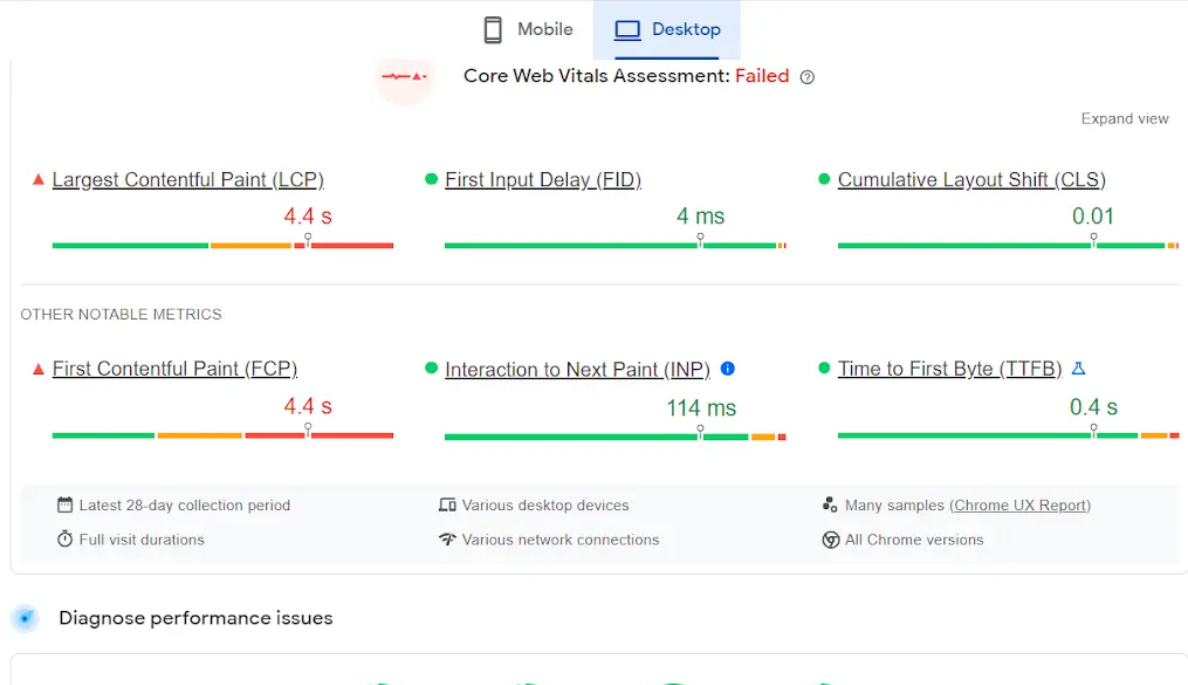 Mobile
Desktop
Core Web Vitals Assessment: Failed
Expand view
Largest Contentful Paint (LCP)
4.4 s
First Input Delay (FID)
4 ms
Cumulative Layout Shift (CLS)
0.01
OTHER NOTABLE METRICS
First Contentful Paint (FCP)
4.4 s
Interaction to Next Paint (INP)
114 ms
Time to First Byte (TTFB)
0.4 s
Latest 28-day collection period
Various desktop devices
Many samples (Chrome UX Report)
Full visit durations
Various network connections
All Chrome versions
Diagnose performance issues